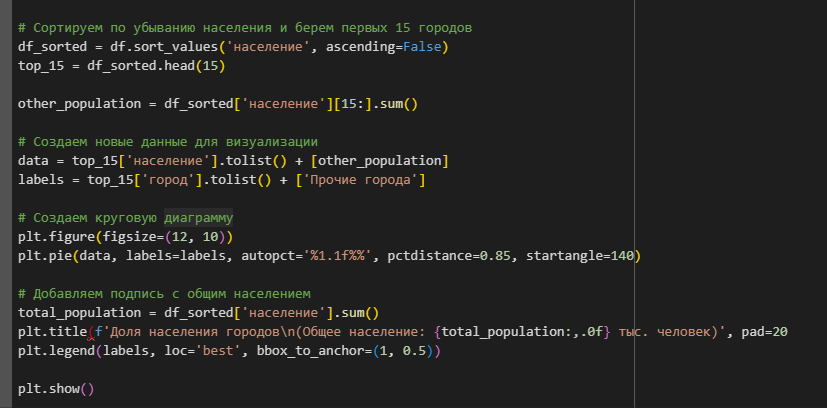 # Сортируем по убыванию населения и берем первых 15 городов
df_sorted = df.sort_values('население', ascending=False)
top_15 = df_sorted.head(15)
other_population = df_sorted['население'][15:].sum()
# Создаем новые данные для визуализации
data = top_15['население'].tolist() + [other_population]
labels = top_15['город'].tolist() + ['Прочие города']
# Создаем круговую диаграмму
plt.figure(figsize=(12, 10))
plt.pie(data, labels=labels, autopct='%1.1f%%', pctdistance=0.85, startangle=140)
# Добавляем подпись с общим населением
total_population = df_sorted['население'].sum()
plt.title(f'Доля населения городов\n(Общее население: {total_population:,.0f} тыс. человек)', pad=20
plt.legend(labels, loc='best', bbox_to_anchor=(1, 0.5))
plt.show()